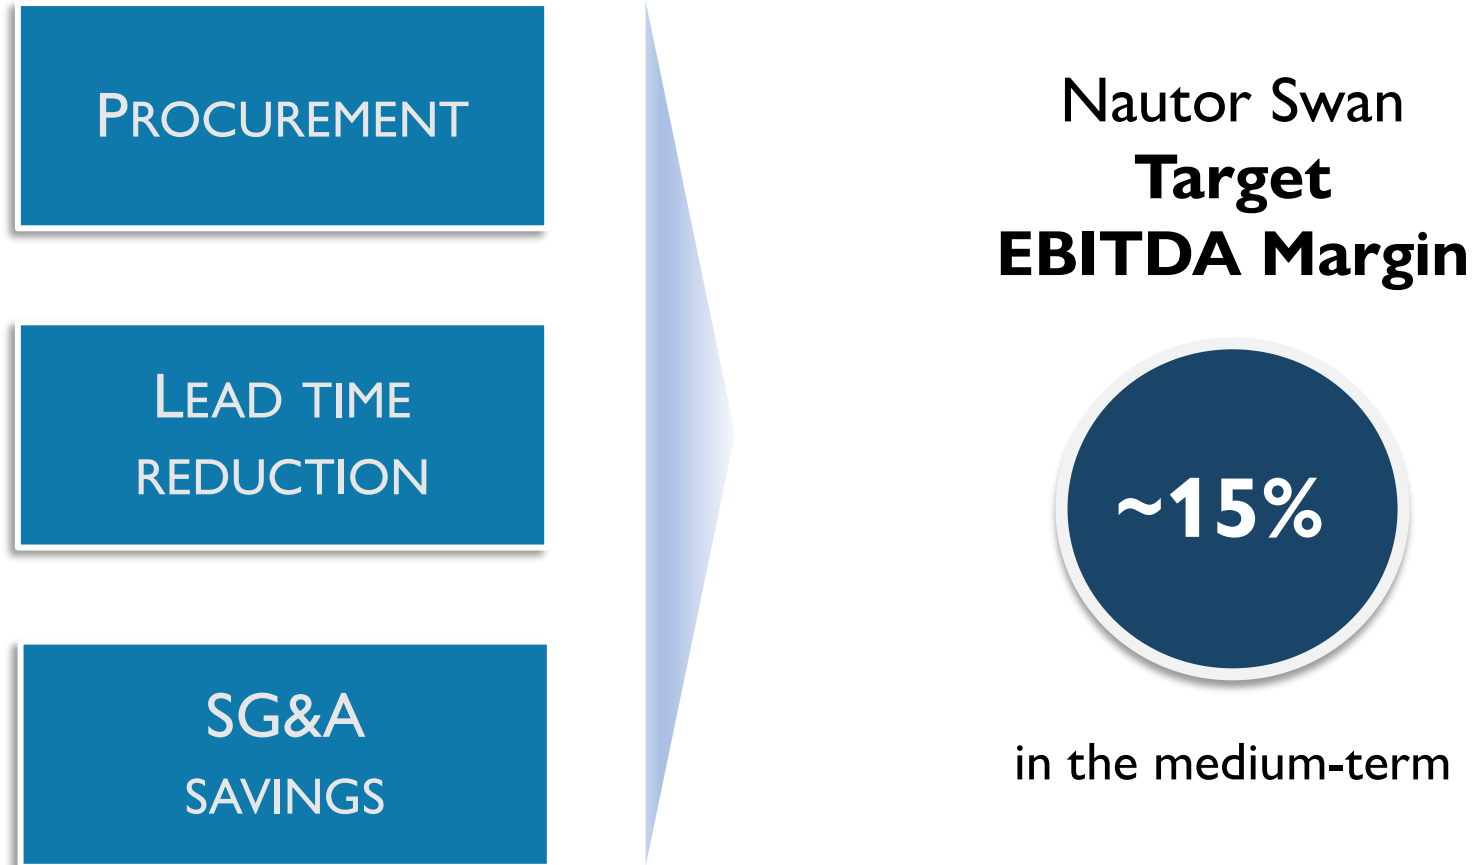 PROCUREMENT
LEAD TIME
REDUCTION
SG&A
SAVINGS
Nautor Swan
Target
EBITDA Margin
~15%
in the medium-term